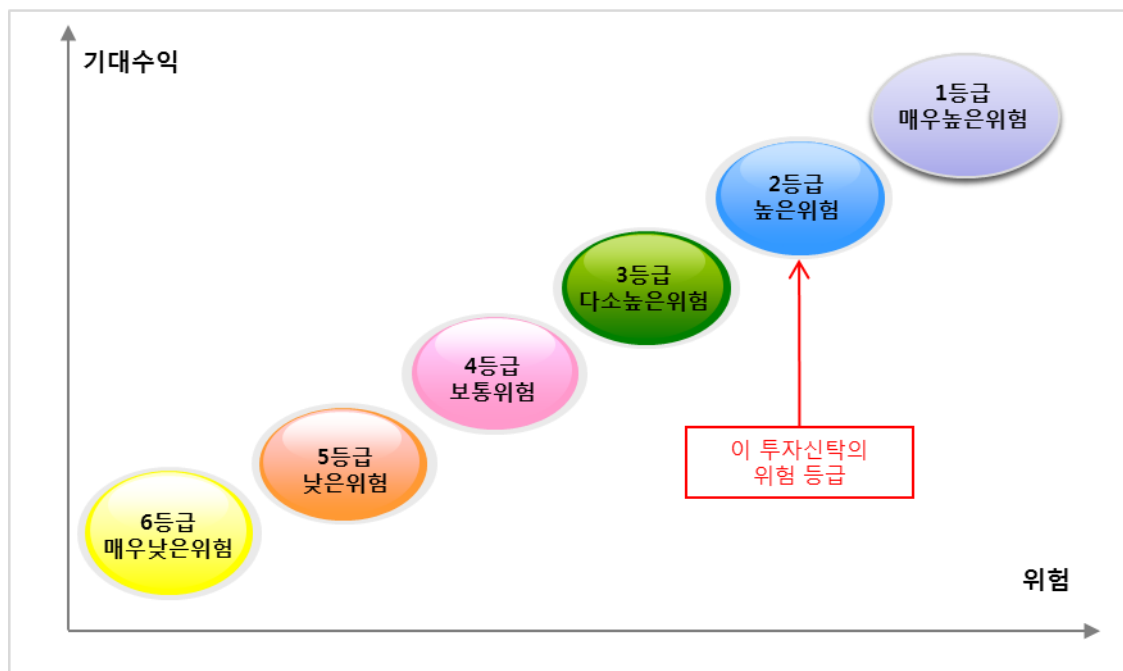 기대수익
1등급
매우높은위험
2등급
높은위험
3등급
다소높은위험
4등급
보통위험
이 투자신탁의
위험 등급
5등급
낮은위험
6등급
매우낮은위험
위험